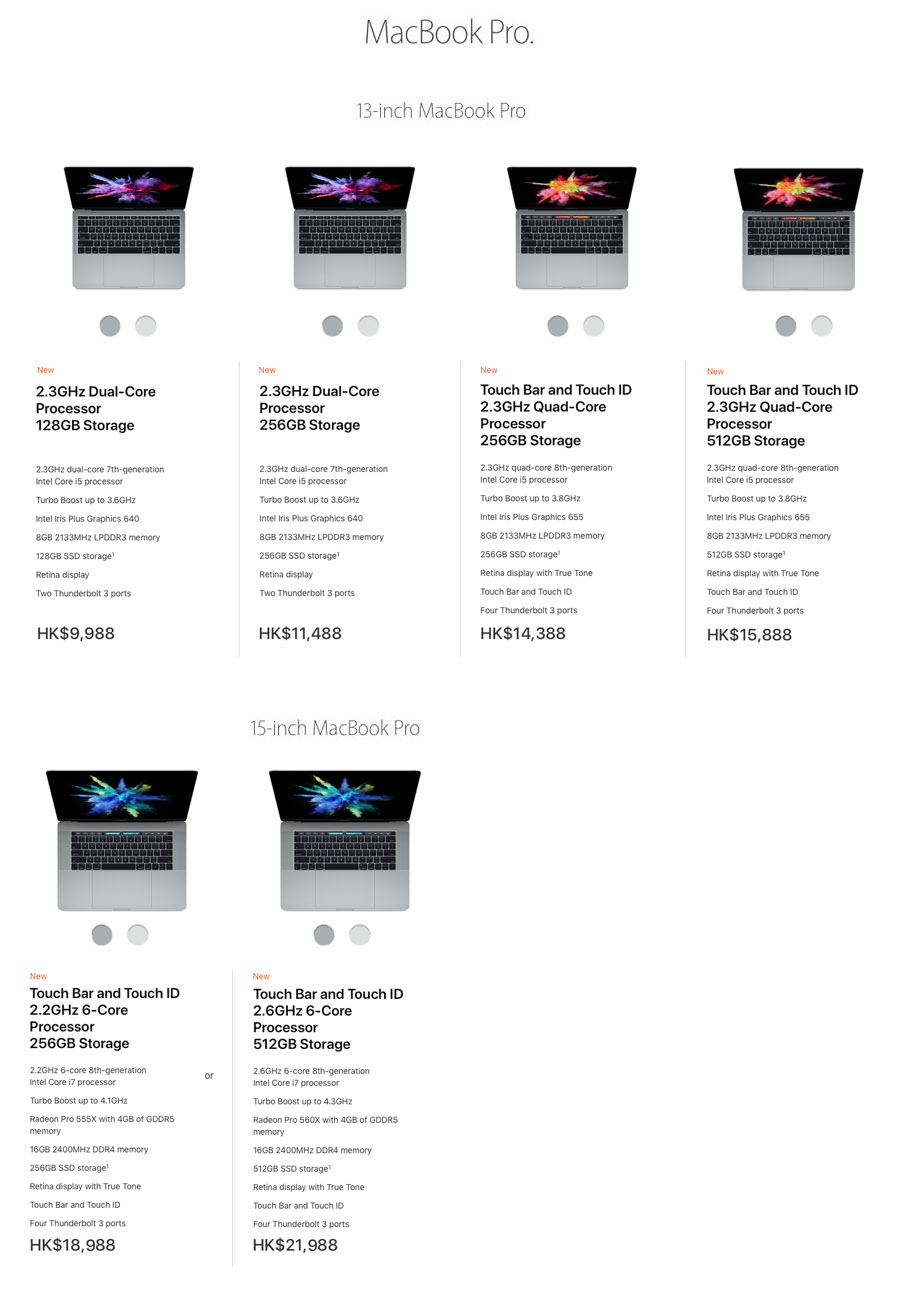 MacBook Pro.
13-inch MacBook Pro
New
2.3GHz Dual-Core
Processor
128GB Storage
2.3GHz dual-core 7th-generation
Intel Core i5 processor
Turbo Boost up to 3.6GHz
Intel Iris Plus Graphics 640
8GB 2133MHz LPDDR3 memory
128GB SSD storage¹
Retina display
Two Thunderbolt 3 ports
HK$9,988
New
2.3GHz Dual-Core
Processor
256GB Storage
2.3GHz dual-core 7th-generation
Intel Core i5 processor
Turbo Boost up to 3.6GHz
Intel Iris Plus Graphics 640
8GB 2133MHz LPDDR3 memory
256GB SSD storage¹
Retina display
Two Thunderbolt 3 ports
HK$11,488
New
Touch Bar and Touch ID
2.3GHz Quad-Core
Processor
256GB Storage
2.3GHz quad-core 8th-generation
Intel Core i5 processor
Turbo Boost up to 3.8GHz
Intel Iris Plus Graphics 655
8GB 2133MHz LPDDR3 memory
256GB SSD storage¹
Retina display with True Tone
Touch Bar and Touch ID
Four Thunderbolt 3 ports
HK$14,388
New
Touch Bar and Touch ID
2.3GHz Quad-Core
Processor
512GB Storage
2.3GHz quad-core 8th-generation
Intel Core i5 processor
Turbo Boost up to 3.8GHz
Intel Iris Plus Graphics 655
8GB 2133MHz LPDDR3 memory
512GB SSD storage¹
Retina display with True Tone
Touch Bar and Touch ID
Four Thunderbolt 3 ports
HK$15,888
15-inch MacBook Pro
New
Touch Bar and Touch ID
2.2GHz 6-Core
Processor
256GB Storage
2.2GHz 6-core 8th-generation
Intel Core i7 processor
Turbo Boost up to 4.1GHz
Radeon Pro 555X with 4GB of GDDR5
memory
16GB 2400MHz DDR4 memory
256GB SSD storage¹
Retina display with True Tone
Touch Bar and Touch ID
Four Thunderbolt 3 ports
HK$18,988
or
New
Touch Bar and Touch ID
2.6GHz 6-Core
Processor
512GB Storage
2.6GHz 6-core 8th-generation
Intel Core i7 processor
Turbo Boost up to 4.3GHz
Radeon Pro 560X with 4GB of GDDR5
memory
16GB 2400MHz DDR4 memory
512GB SSD storage¹
Retina display with True Tone
Touch Bar and Touch ID
Four Thunderbolt 3 ports
HK$21,988